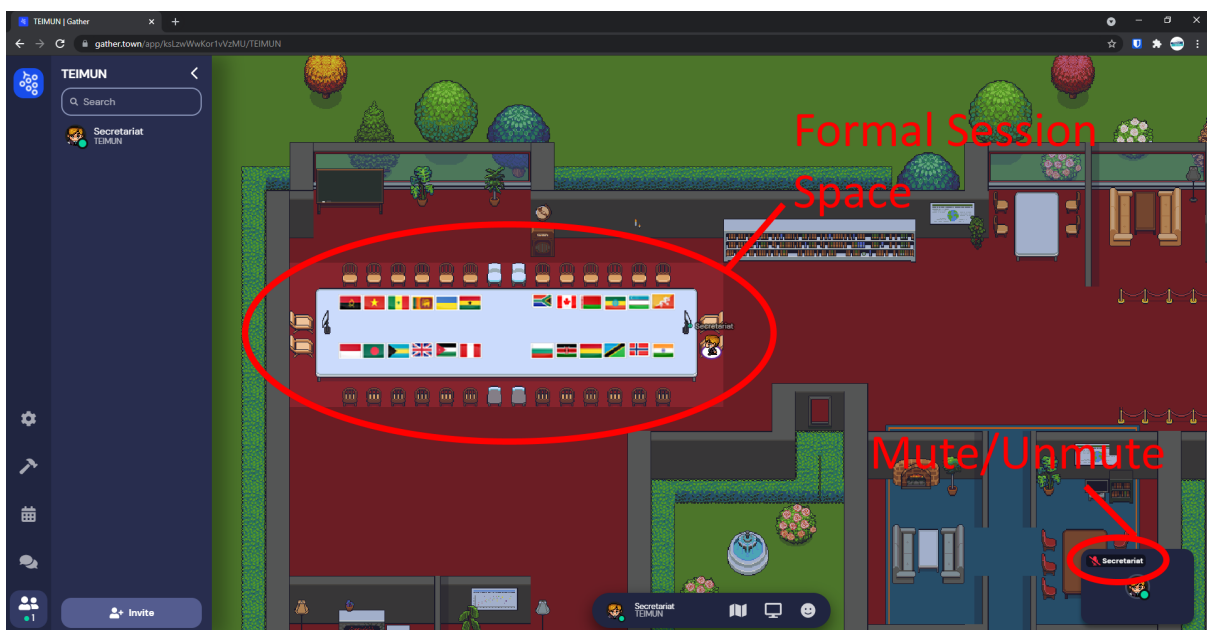 TEIMUN | Gather
gather.town/app/ksLzwWwKor1vVzMU/TEIMUN
TEIMUN
Search
Secretariat
TEIMUN
Formal Session
Space
Secretariat
Mute/Unmute
Secretariat
Invite
Secretariat
TEIMUN
1